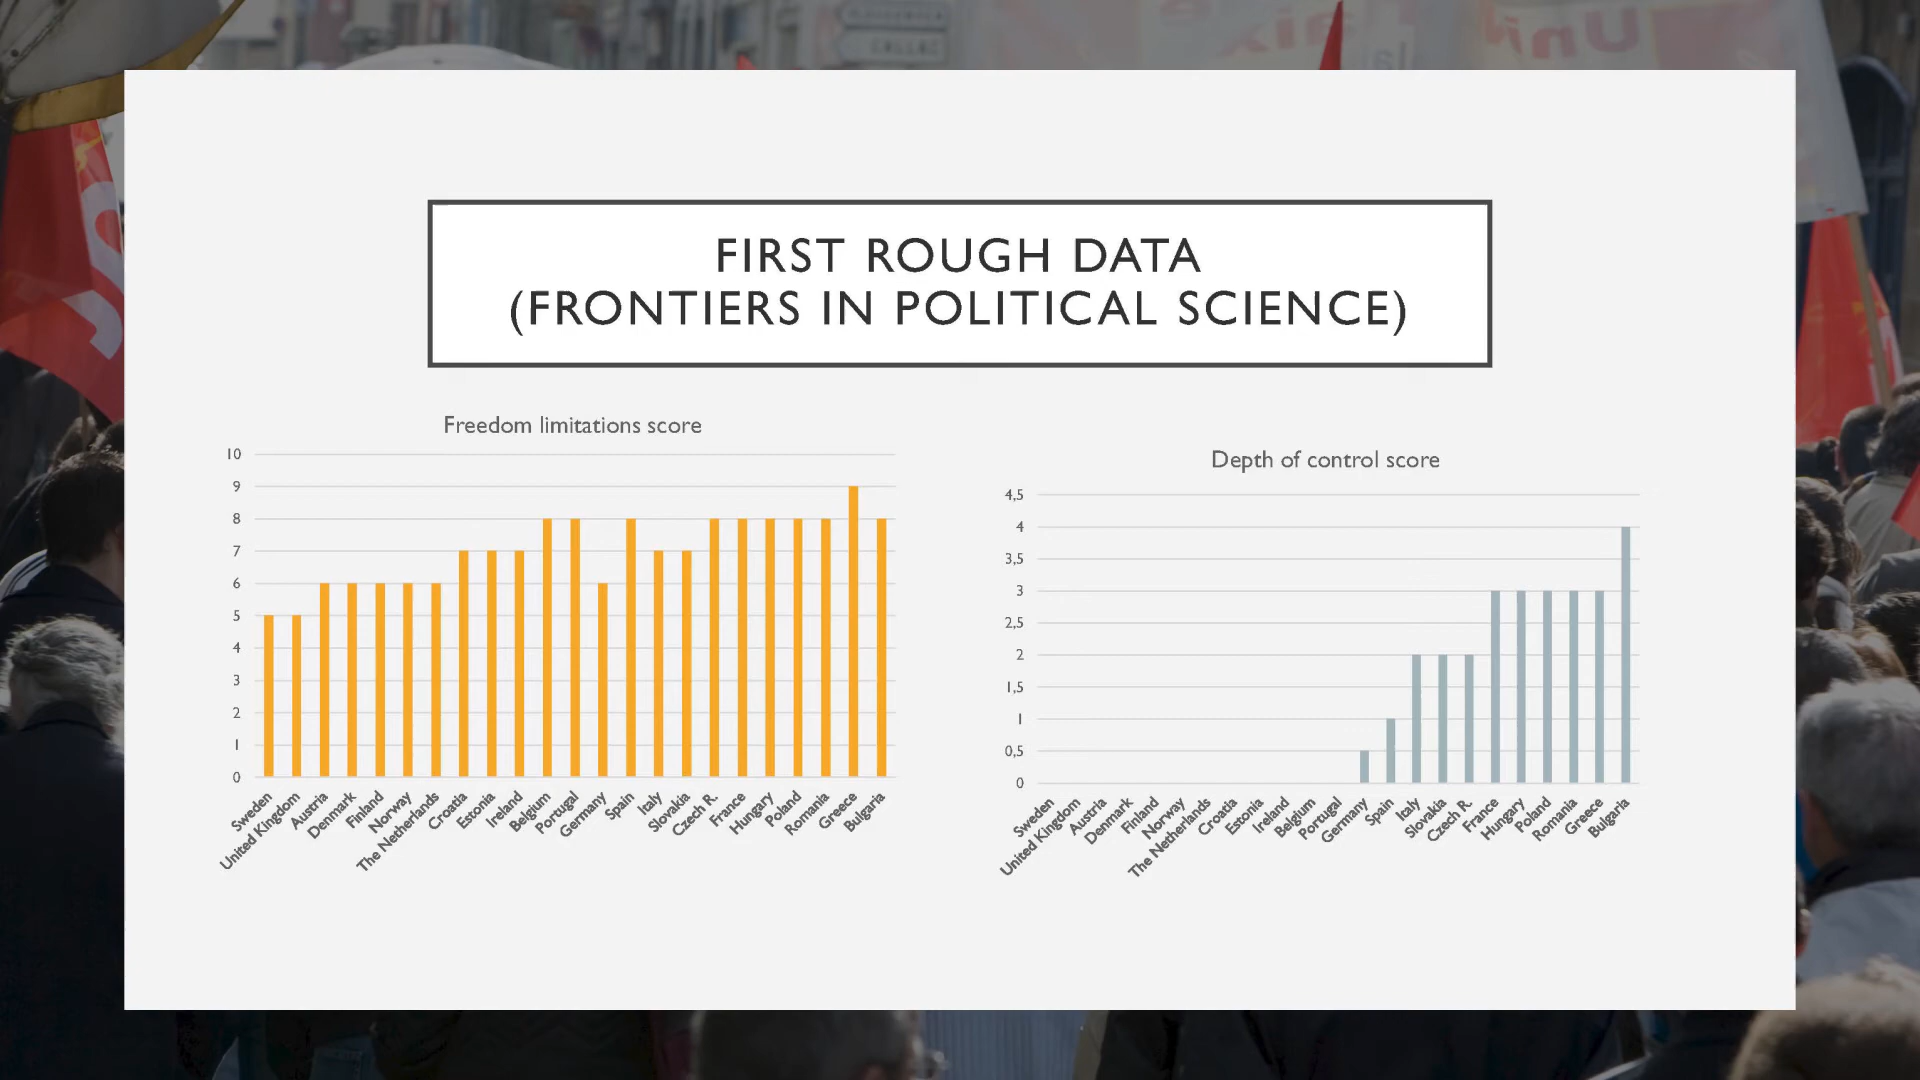 FIRST ROUGH DATA
(FRONTIERS IN POLITICAL SCIENCE)
Freedom limitations score
10
9
8
7
6
5
4
3
2
1
0
Sweden
United Kingdom
Austria
Denmark
Finland
Norway
The Netherlands
Croatia
Estonia
Ireland
Belgium
Portugal
Germany
Spain
Italy
Slovakia
Czech R.
France
Hungary
Poland
Romania
Greece
Bulgaria
Depth of control score
4,5
4
3,5
3
2,5
2
1,5
1
0,5
0
Sweden
United Kingdom
Austria
Denmark
Finland
Norway
The Netherlands
Croatia
Estonia
Ireland
Belgium
Portugal
Germany
Spain
Italy
Slovakia
Czech R.
France
Hungary
Poland
Romania
Greece
Bulgaria